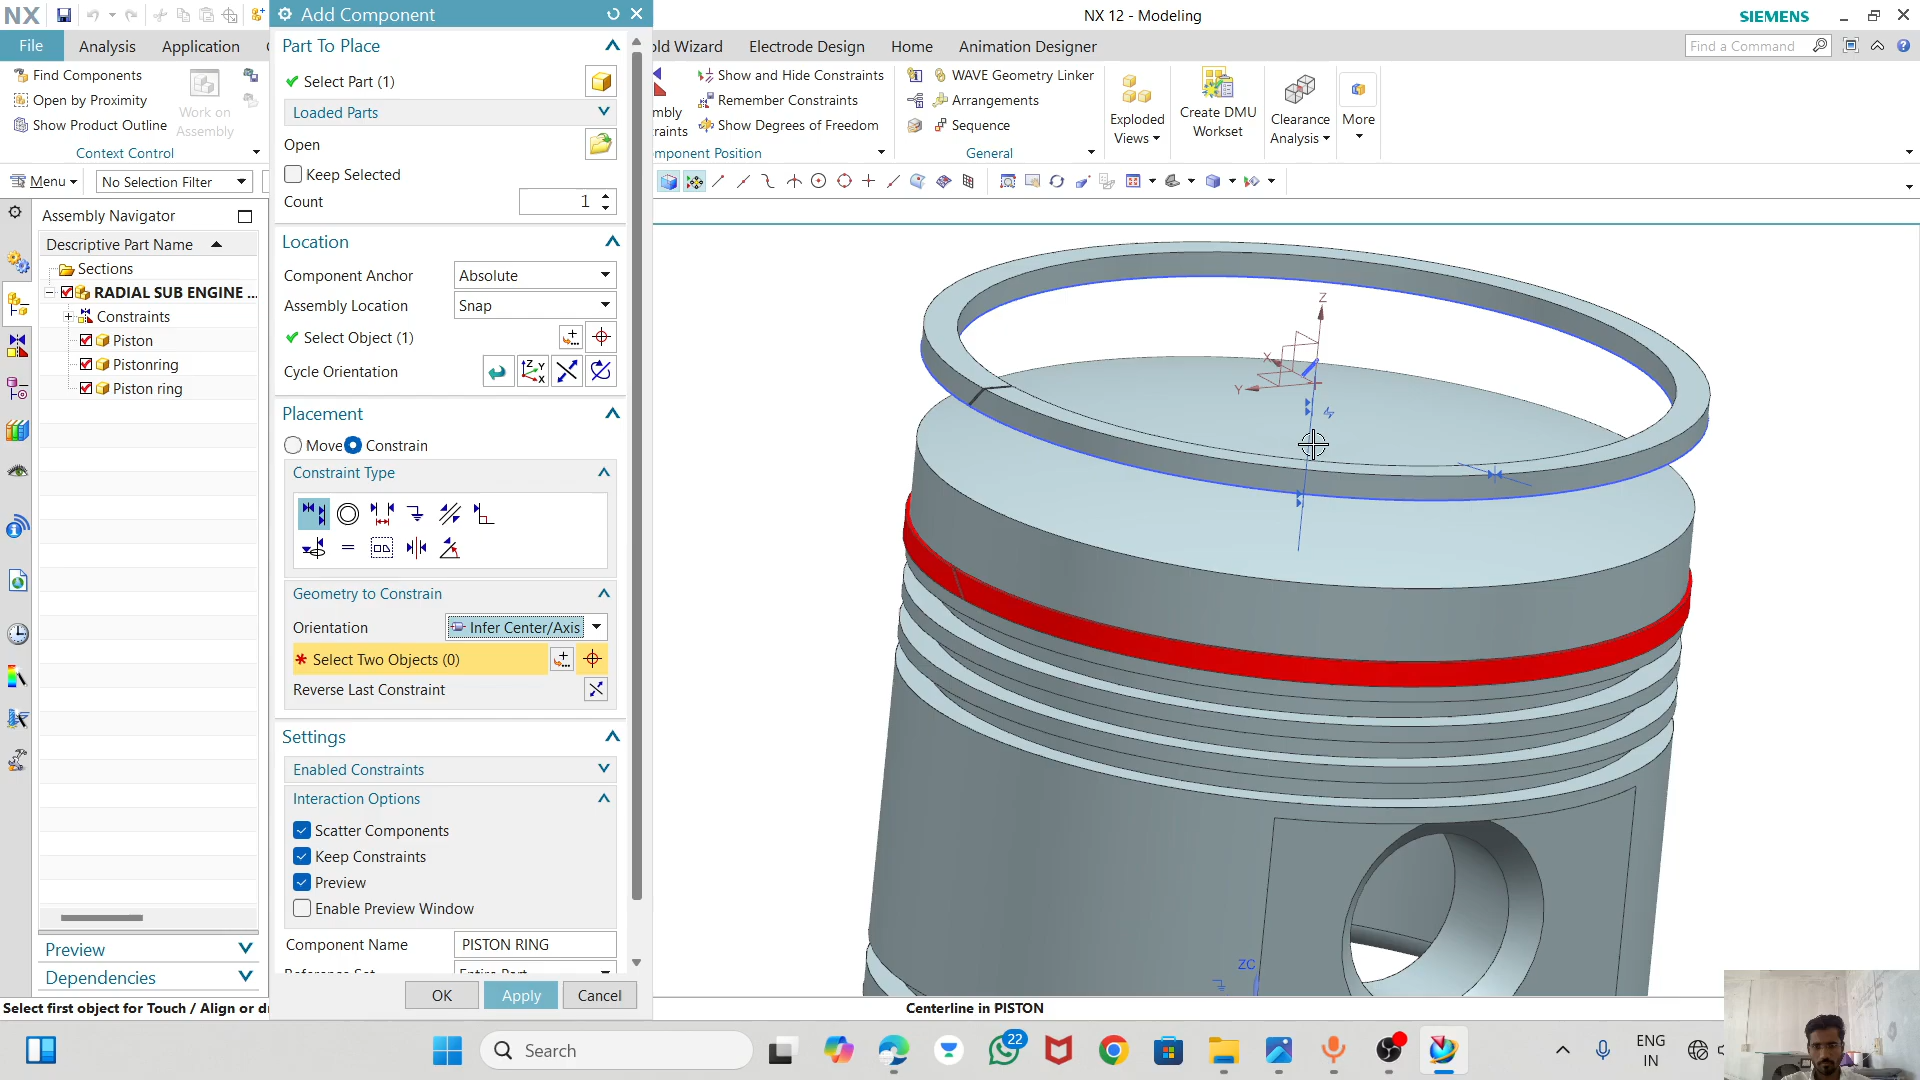 NX
Add Component
NX 12 - Modeling
SIEMENS
File
Analysis
Application
old Wizard
Electrode Design
Home
Animation Designer
Find a Command
Find Components
Open by Proximity
Show Product Outline
Work on
Assembly
Context Control
Part To Place
Select Part (1)
Loaded Parts
Open
Keep Selected
Count
1
Show and Hide Constraints
Remember Constraints
Show Degrees of Freedom
mbly
raints
mponent Position
WAVE Geometry Linker
Arrangements
Sequence
General
Exploded
Views
Create DMU
Workset
Clearance
Analysis
More
Menu
No Selection Filter
Assembly Navigator
Descriptive Part Name
Sections
RADIAL SUB ENGINE ...
Constraints
Piston
Pistonring
Piston ring
Preview
Dependencies
Location
Component Anchor
Absolute
Assembly Location
Snap
Select Object (1)
Cycle Orientation
Placement
Move
Constrain
Constraint Type
Geometry to Constrain
Orientation
Infer Center/Axis
* Select Two Objects (0)
Reverse Last Constraint
Settings
Enabled Constraints
Interaction Options
Scatter Components
Keep Constraints
Preview
Enable Preview Window
Component Name
PISTON RING
Reference Set
Entire Part
OK
Apply
Cancel
Z
X
Y
ZC
Select first object for Touch / Align or dr
Centerline in PISTON
Search
22
ENG
IN